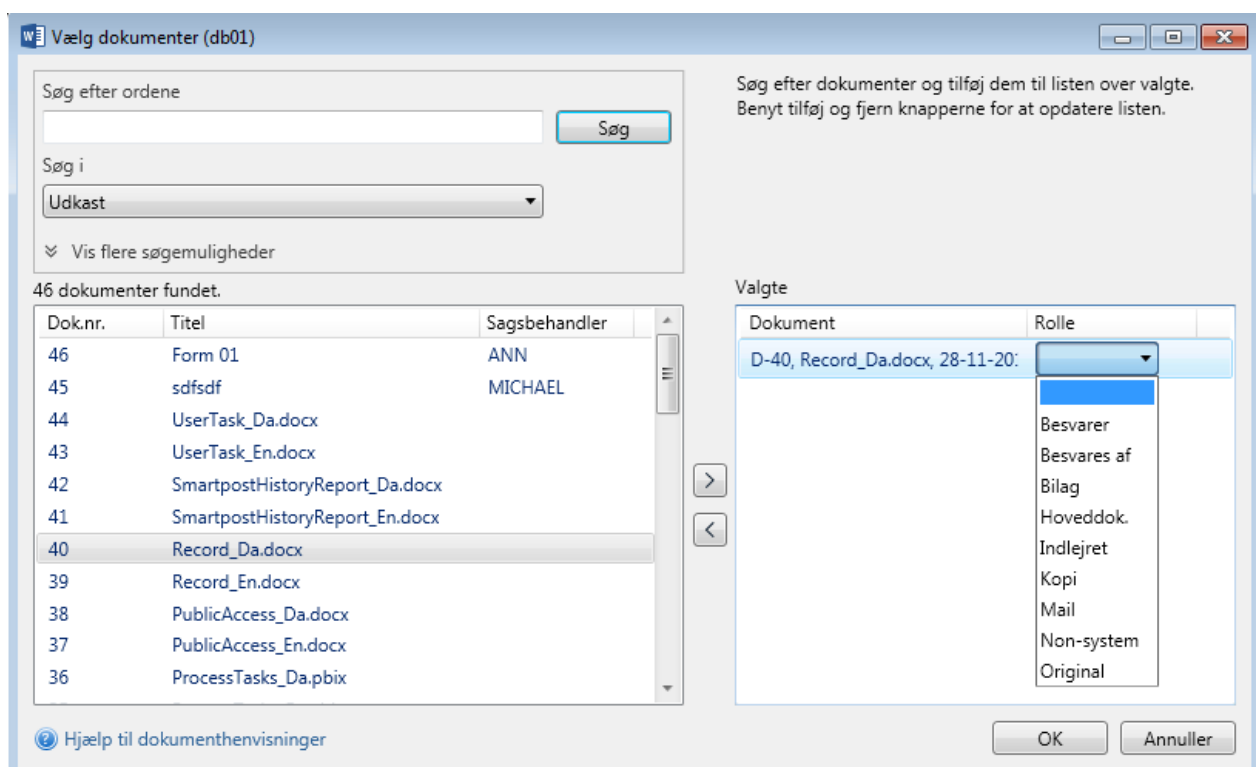 Vælg dokumenter (db01)
Søg efter ordene
Søg
Søg i
Udkast
Vis flere søgemuligheder
Søg efter dokumenter og tilføj dem til listen over valgte.
Benyt tilføj og fjern knapperne for at opdatere listen.
46 dokumenter fundet.
Dok.nr. Titel Sagsbehandler
46 Form 01 ANN
45 sdfsdf MICHAEL
44 UserTask_Da.docx
43 UserTask_En.docx
42 SmartpostHistoryReport_Da.docx
41 SmartpostHistoryReport_En.docx
40 Record_Da.docx
39 Record_En.docx
38 PublicAccess_Da.docx
37 PublicAccess_En.docx
36 ProcessTasks_Da.pbix
Valgte
Dokument Rolle
D-40, Record_Da.docx, 28-11-20
Besvarer
Besvares af
Bilag
Hoveddok.
Indlejret
Kopi
Mail
Non-system
Original
Hjælp til dokumenthenvisninger
OK Annuller